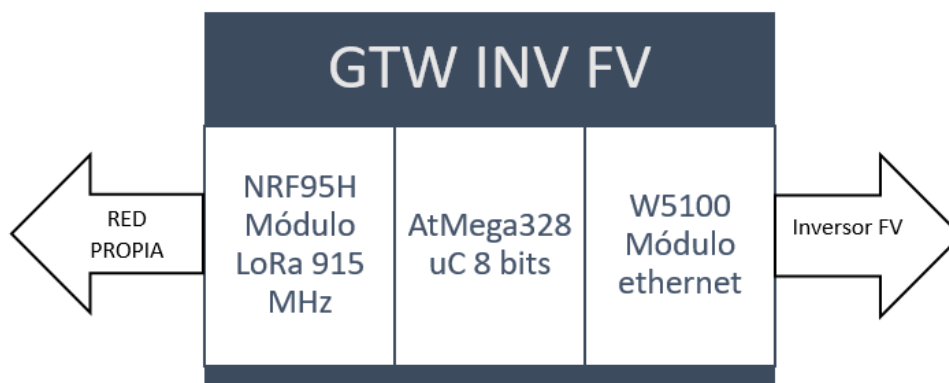 GTW INV FV
RED
PROPIA
NRF95H
Módulo
LoRa 915
MHz
AtMega328
uC 8 bits
W5100
Módulo
ethernet
Inversor FV